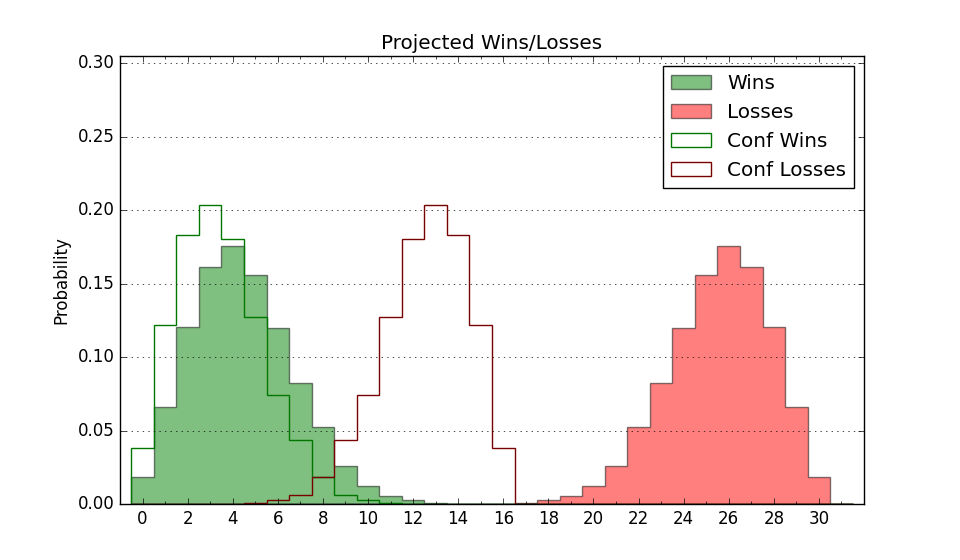 Projected Wins/Losses
0.30
0.25
0.20
0.15
0.10
0.05
0.00
Probability
Wins
Losses
Conf Wins
Conf Losses
0 2 4 6 8 10 12 14 16 18 20 22 24 26 28 30